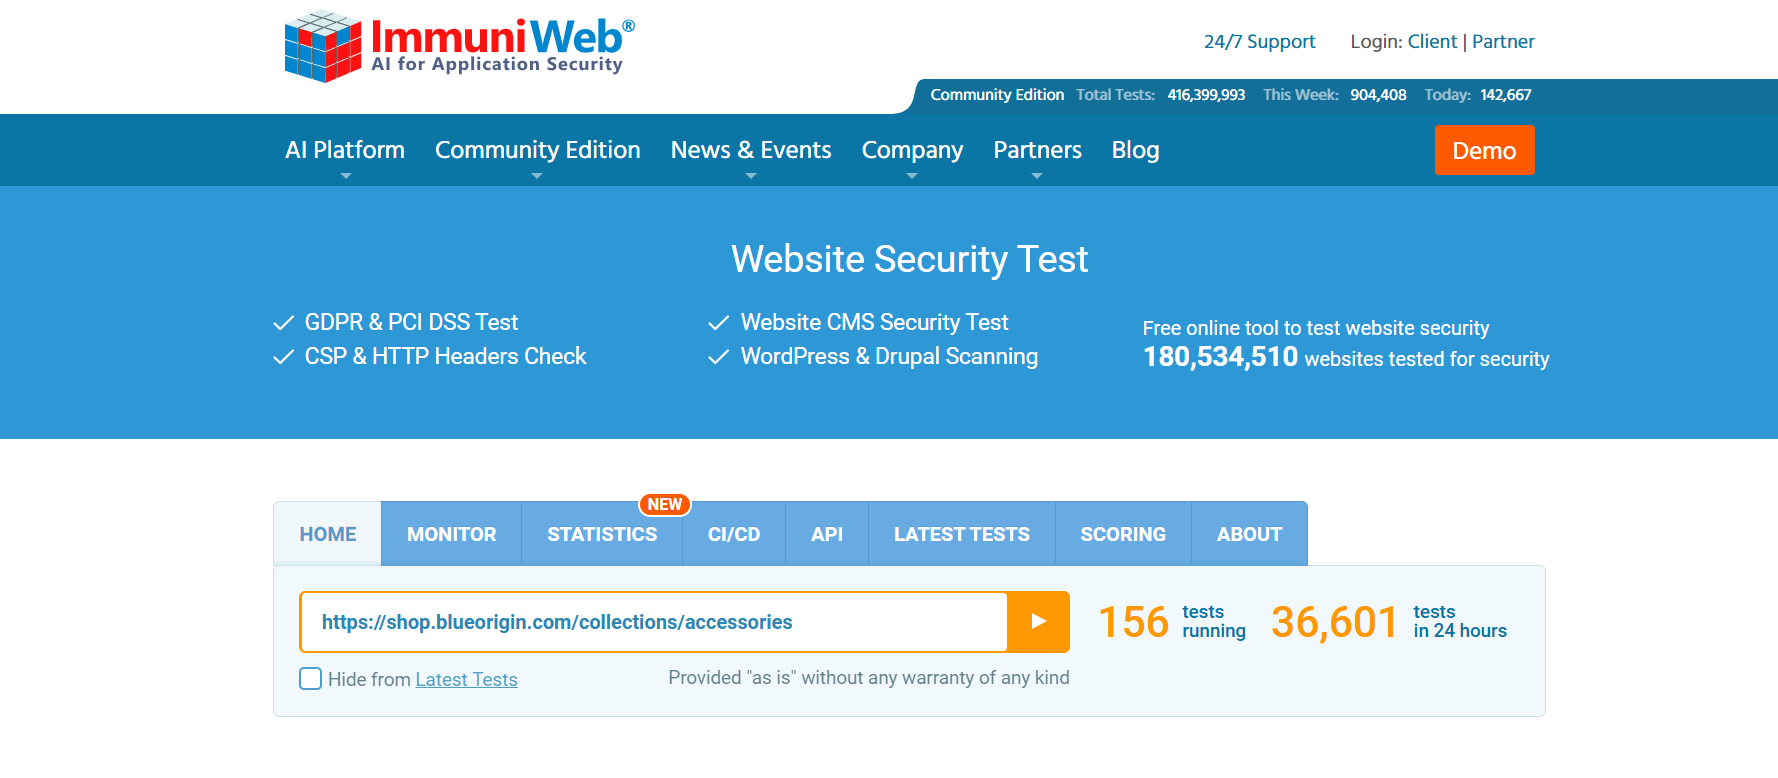 ImmuniWeb®
AI for Application Security
24/7 Support Login: Client | Partner
Community Edition Total Tests: 416,399,993 This Week: 904,408 Today: 142,667
AI Platform Community Edition News & Events Company Partners Blog Demo
Website Security Test
GDPR & PCI DSS Test
CSP & HTTP Headers Check
Website CMS Security Test
WordPress & Drupal Scanning
Free online tool to test website security
180,534,510 websites tested for security
NEW
HOME MONITOR STATISTICS CI/CD API LATEST TESTS SCORING ABOUT
https://shop.blueorigin.com/collections/accessories
156 tests running
36,601 tests in 24 hours
Hide from Latest Tests
Provided "as is" without any warranty of any kind